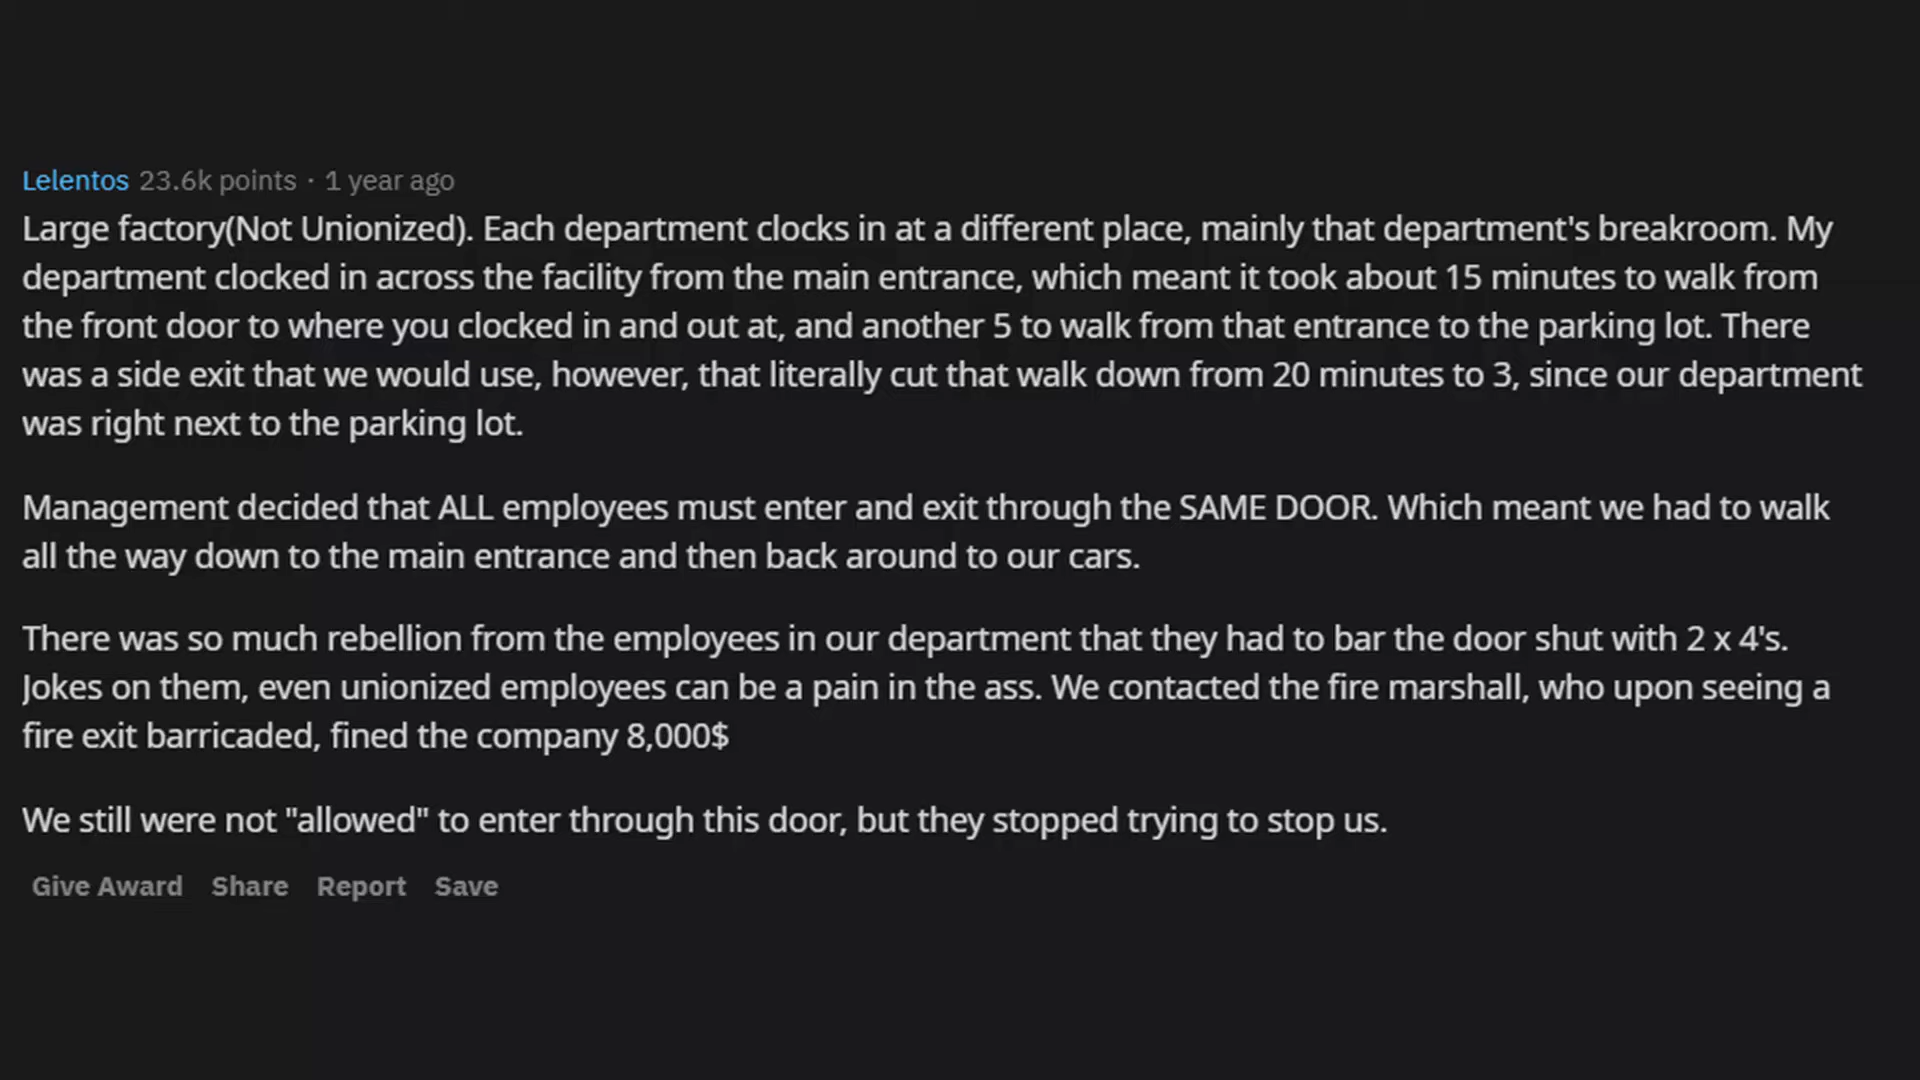 Lelentos 23.6k points · 1 year ago
Large factory(Not Unionized). Each department clocks in at a different place, mainly that department's breakroom. My
department clocked in across the facility from the main entrance, which meant it took about 15 minutes to walk from
the front door to where you clocked in and out at, and another 5 to walk from that entrance to the parking lot. There
was a side exit that we would use, however, that literally cut that walk down from 20 minutes to 3, since our department
was right next to the parking lot.
Management decided that ALL employees must enter and exit through the SAME DOOR. Which meant we had to walk
all the way down to the main entrance and then back around to our cars.
There was so much rebellion from the employees in our department that they had to bar the door shut with 2 x 4's.
Jokes on them, even unionized employees can be a pain in the ass. We contacted the fire marshall, who upon seeing a
fire exit barricaded, fined the company 8,000$
We still were not "allowed" to enter through this door, but they stopped trying to stop us.
Give Award Share Report Save